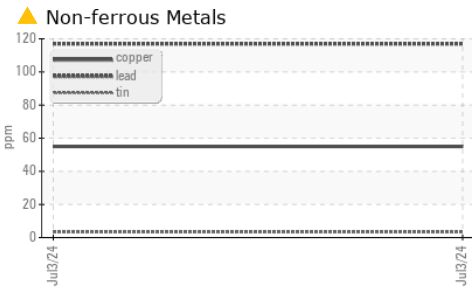 Non-ferrous Metals
120
100
80
60
40
20
0
ppm
copper
lead
tin
Jul3/24
Jul3/24